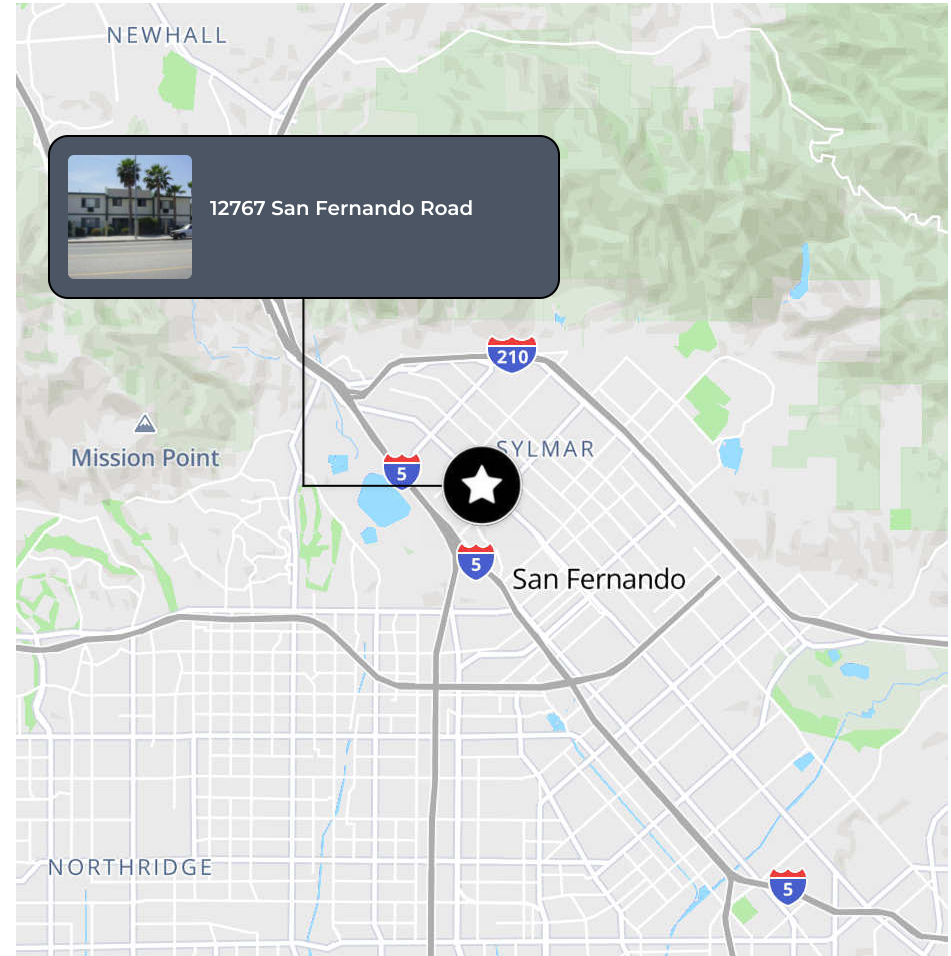 NEWHALL
12767 San Fernando Road
210
SYLMAR
Mission Point
5
5
San Fernando
NORTHRIDGE
5